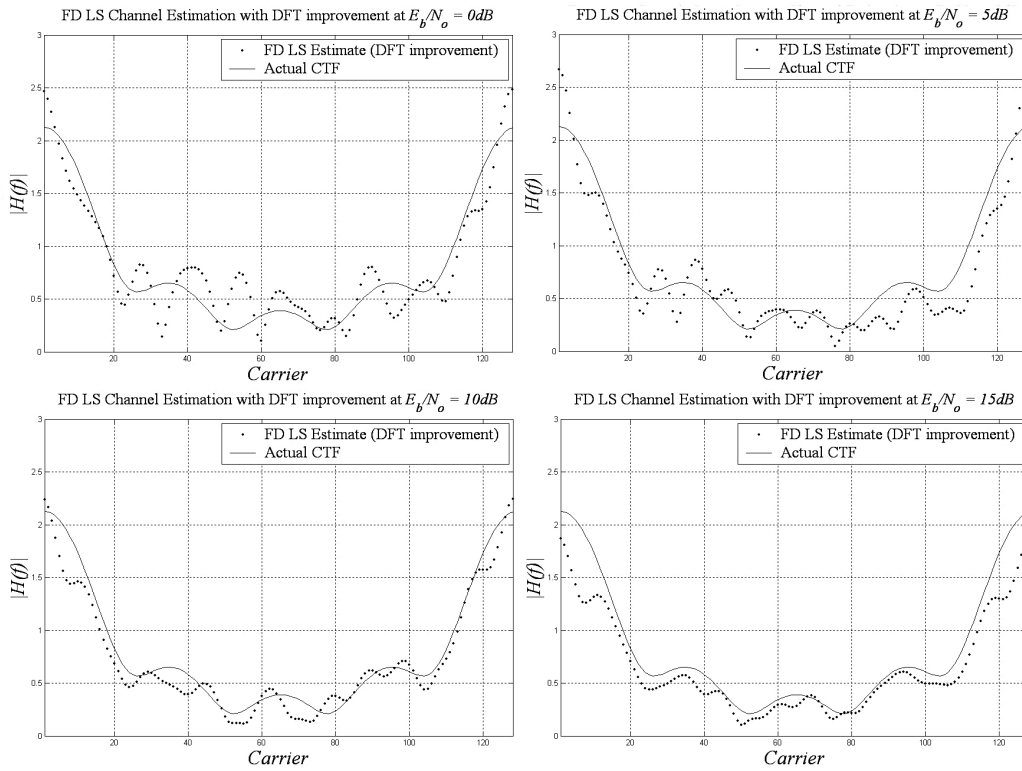 FD LS Channel Estimation with DFT improvement at E_b/N_o = 0dB
FD LS Estimate (DFT improvement)
Actual CTF
|H(f)|
3
2.5
2
1.5
1
0.5
0
20
40
60
80
100
120
Carrier
FD LS Channel Estimation with DFT improvement at E_b/N_o = 5dB
FD LS Estimate (DFT improvement)
Actual CTF
|H(f)|
3
2.5
2
1.5
1
0.5
0
20
40
60
80
100
120
Carrier
FD LS Channel Estimation with DFT improvement at E_b/N_o = 10dB
FD LS Estimate (DFT improvement)
Actual CTF
|H(f)|
3
2.5
2
1.5
1
0.5
0
20
40
60
80
100
120
Carrier
FD LS Channel Estimation with DFT improvement at E_b/N_o = 15dB
FD LS Estimate (DFT improvement)
Actual CTF
|H(f)|
3
2.5
2
1.5
1
0.5
0
20
40
60
80
100
120
Carrier